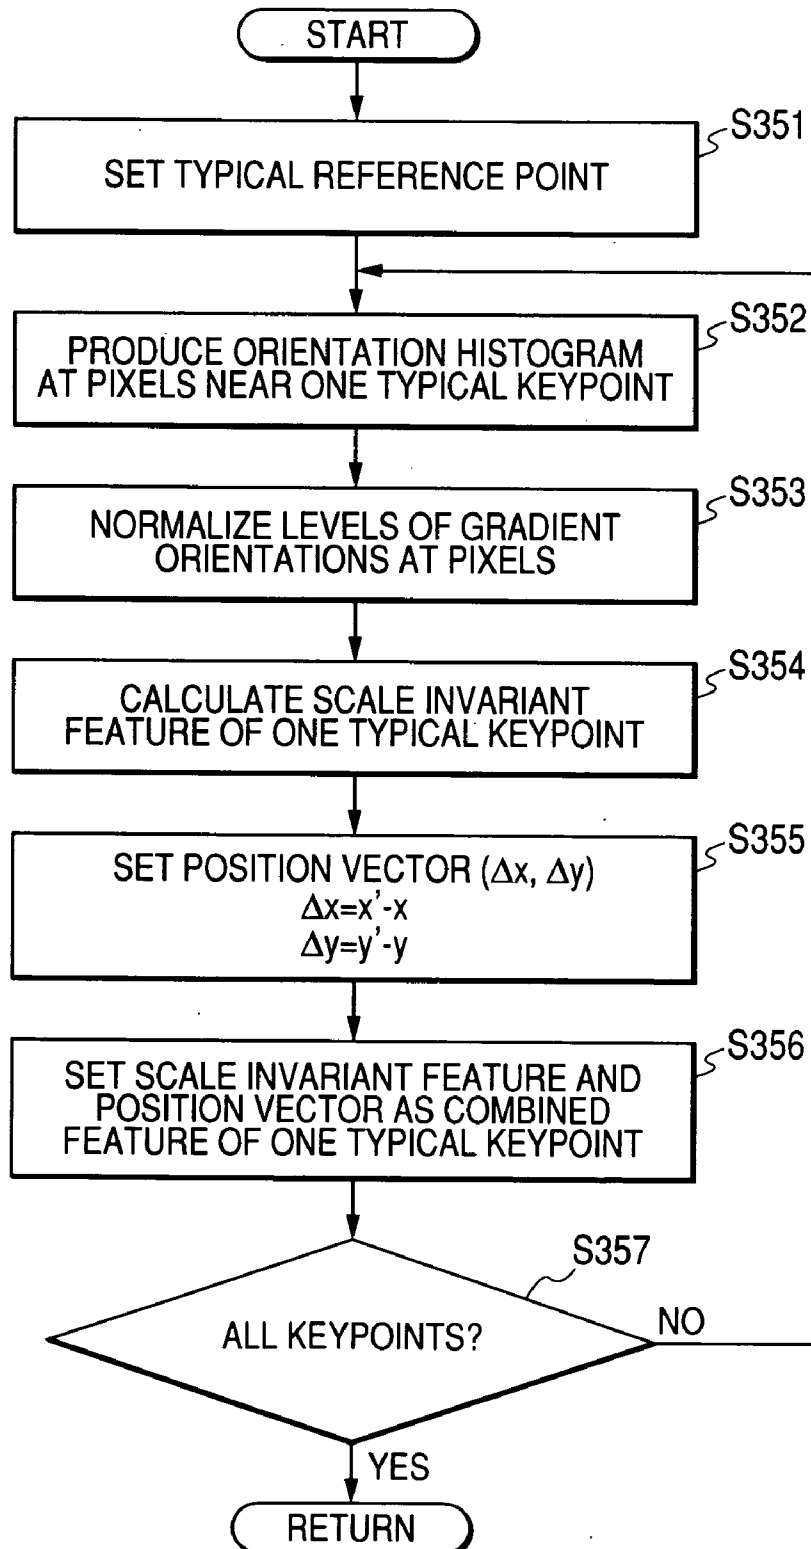 START
S351
SET TYPICAL REFERENCE POINT
S352
PRODUCE ORIENTATION HISTOGRAM
AT PIXELS NEAR ONE TYPICAL KEYPOINT
S353
NORMALIZE LEVELS OF GRADIENT
ORIENTATIONS AT PIXELS
S354
CALCULATE SCALE INVARIANT
FEATURE OF ONE TYPICAL KEYPOINT
S355
SET POSITION VECTOR (Δx, Δy)
Δx=x'-x
Δy=y'-y
S356
SET SCALE INVARIANT FEATURE AND
POSITION VECTOR AS COMBINED
FEATURE OF ONE TYPICAL KEYPOINT
S357
ALL KEYPOINTS?
NO
YES
RETURN